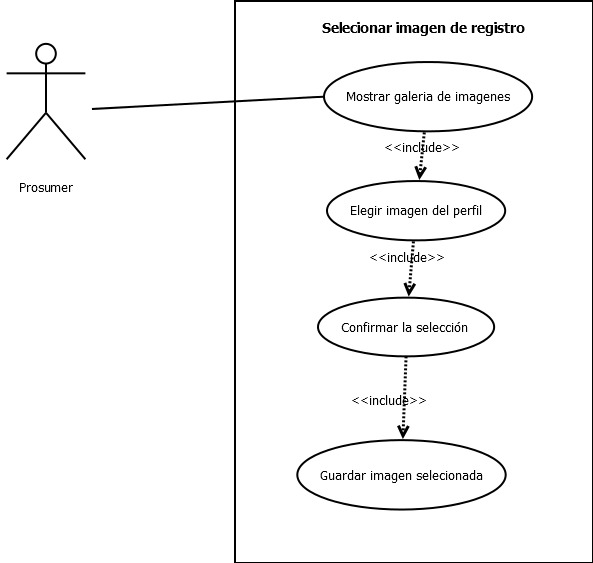 Selecionar imagen de registro
Mostrar galeria de imagenes
<<include>>
Prosumer
Elegir imagen del perfil
<<include>>
Confirmar la selección
<<include>>
Guardar imagen selecionada